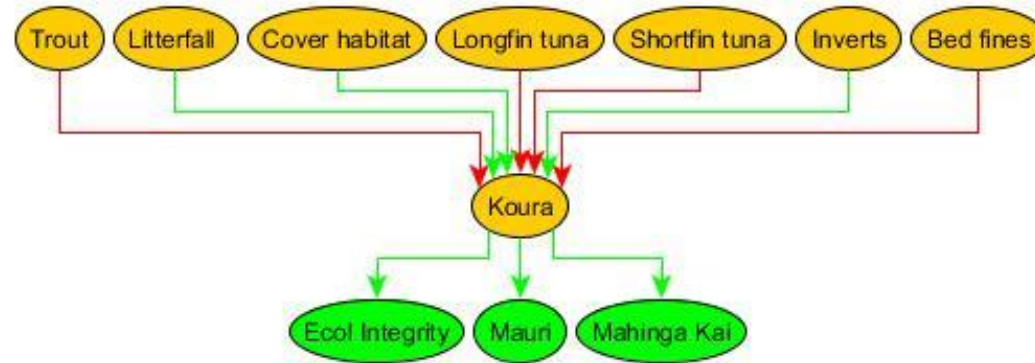 Trout
Litterfall
Cover habitat
Longfin tuna
Shortfin tuna
Inverts
Bed fines
Koura
Ecol Integrity
Mauri
Mahinga Kai